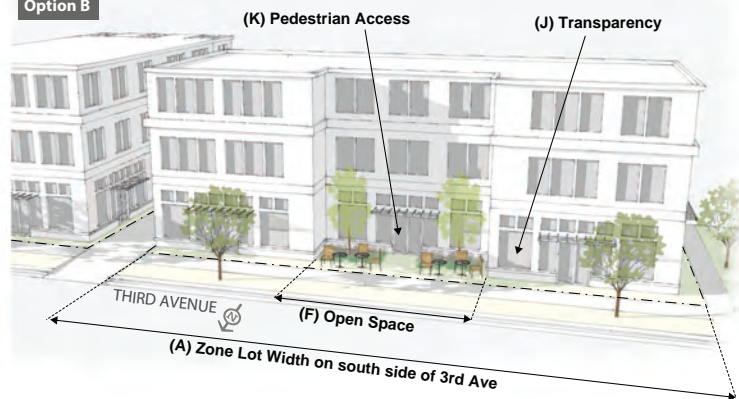 Option B
(K) Pedestrian Access
(J) Transparency
THIRD AVENUE
N
(F) Open Space
(A) Zone Lot Width on south side of 3rd Ave